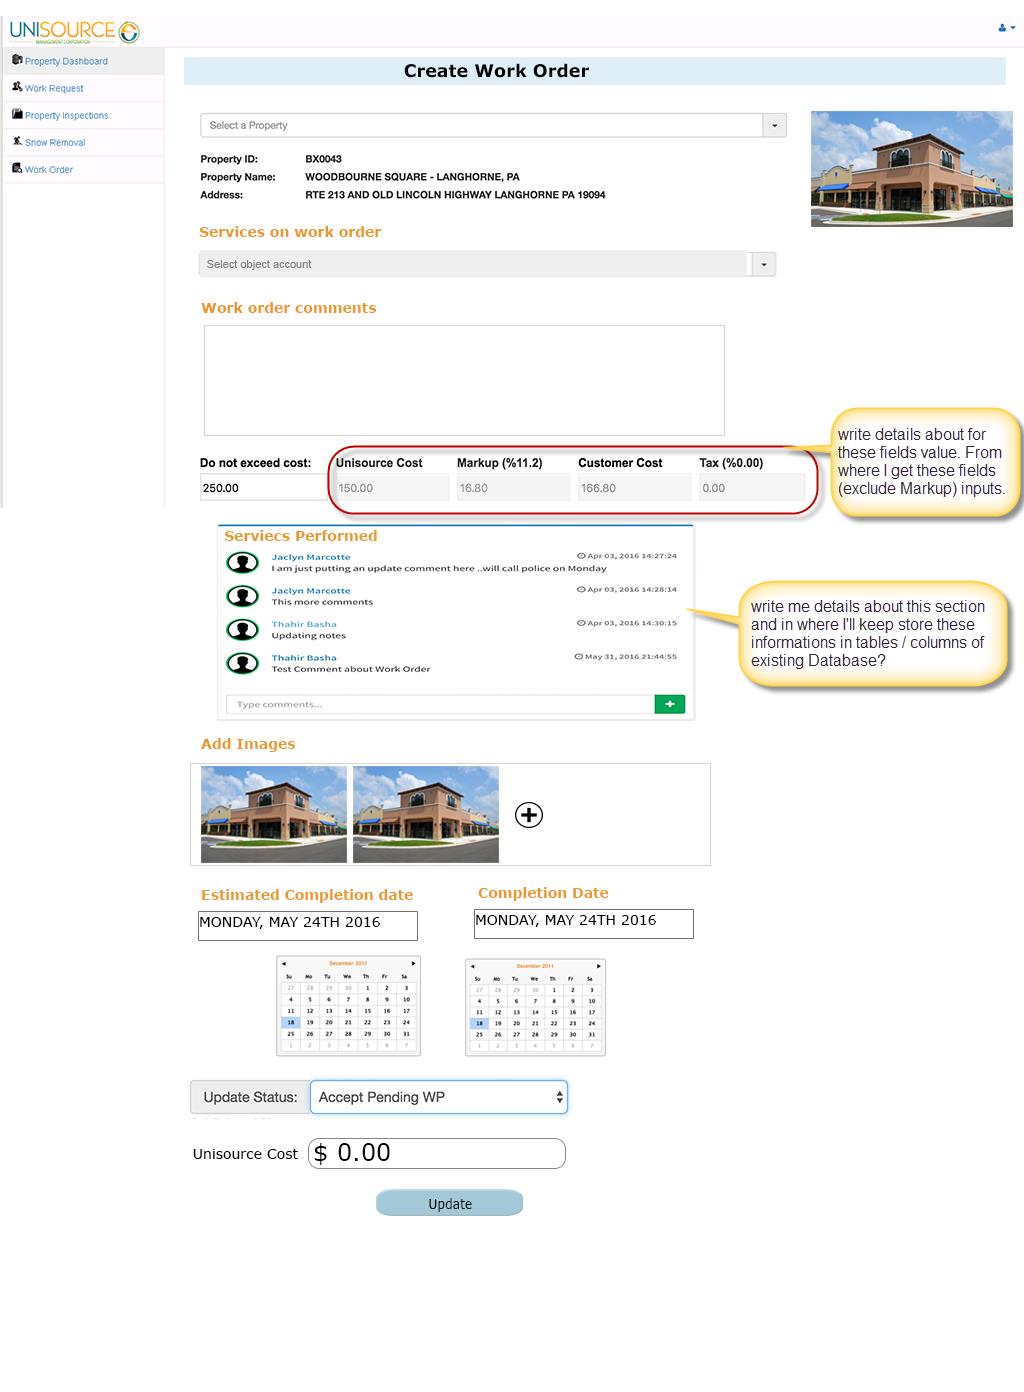 UNISOURCE
MANAGEMENT CORPORATION
Property Dashboard
Work Request
Property Inspections
Snow Removal
Work Order
Create Work Order
Select a Property
Property ID: BX0043
Property Name: WOODBOURNE SQUARE - LANGHORNE, PA
Address: RTE 213 AND OLD LINCOLN HIGHWAY LANGHORNE PA 19094
Services on work order
Select object account
Work order comments
write details about for
these fields value. From
where I get these fields
(exclude Markup) inputs.
Do not exceed cost: Unisource Cost Markup (%11.2) Customer Cost Tax (%0.00)
250.00 150.00 16.80 166.80 0.00
Serviecs Performed
Jaclyn Marcotte Apr 03, 2016 14:27:24
I am just putting an update comment here ..will call police on Monday
Jaclyn Marcotte Apr 03, 2016 14:28:14
This more comments
Thahir Basha Apr 03, 2016 14:30:15
Updating notes
Thahir Basha May 31, 2016 21:44:55
Test Comment about Work Order
Type comments...
+
write me details about this section
and in where I'll keep store these
informations in tables / columns of
existing Database?
Add Images
Estimated Completion date Completion Date
MONDAY, MAY 24TH 2016 MONDAY, MAY 24TH 2016
December 2011
Su Mo Tu We Th Fr Sa
27 28 29 30 1 2 3
4 5 6 7 8 9 10
11 12 13 14 15 16 17
18 19 20 21 22 23 24
25 26 27 28 29 30 31
1 2 3 4 5 6 7
December 2011
Su Mo Tu We Th Fr Sa
27 28 29 30 1 2 3
4 5 6 7 8 9 10
11 12 13 14 15 16 17
18 19 20 21 22 23 24
25 26 27 28 29 30 31
1 2 3 4 5 6 7
Update Status: Accept Pending WP
Unisource Cost $ 0.00
Update